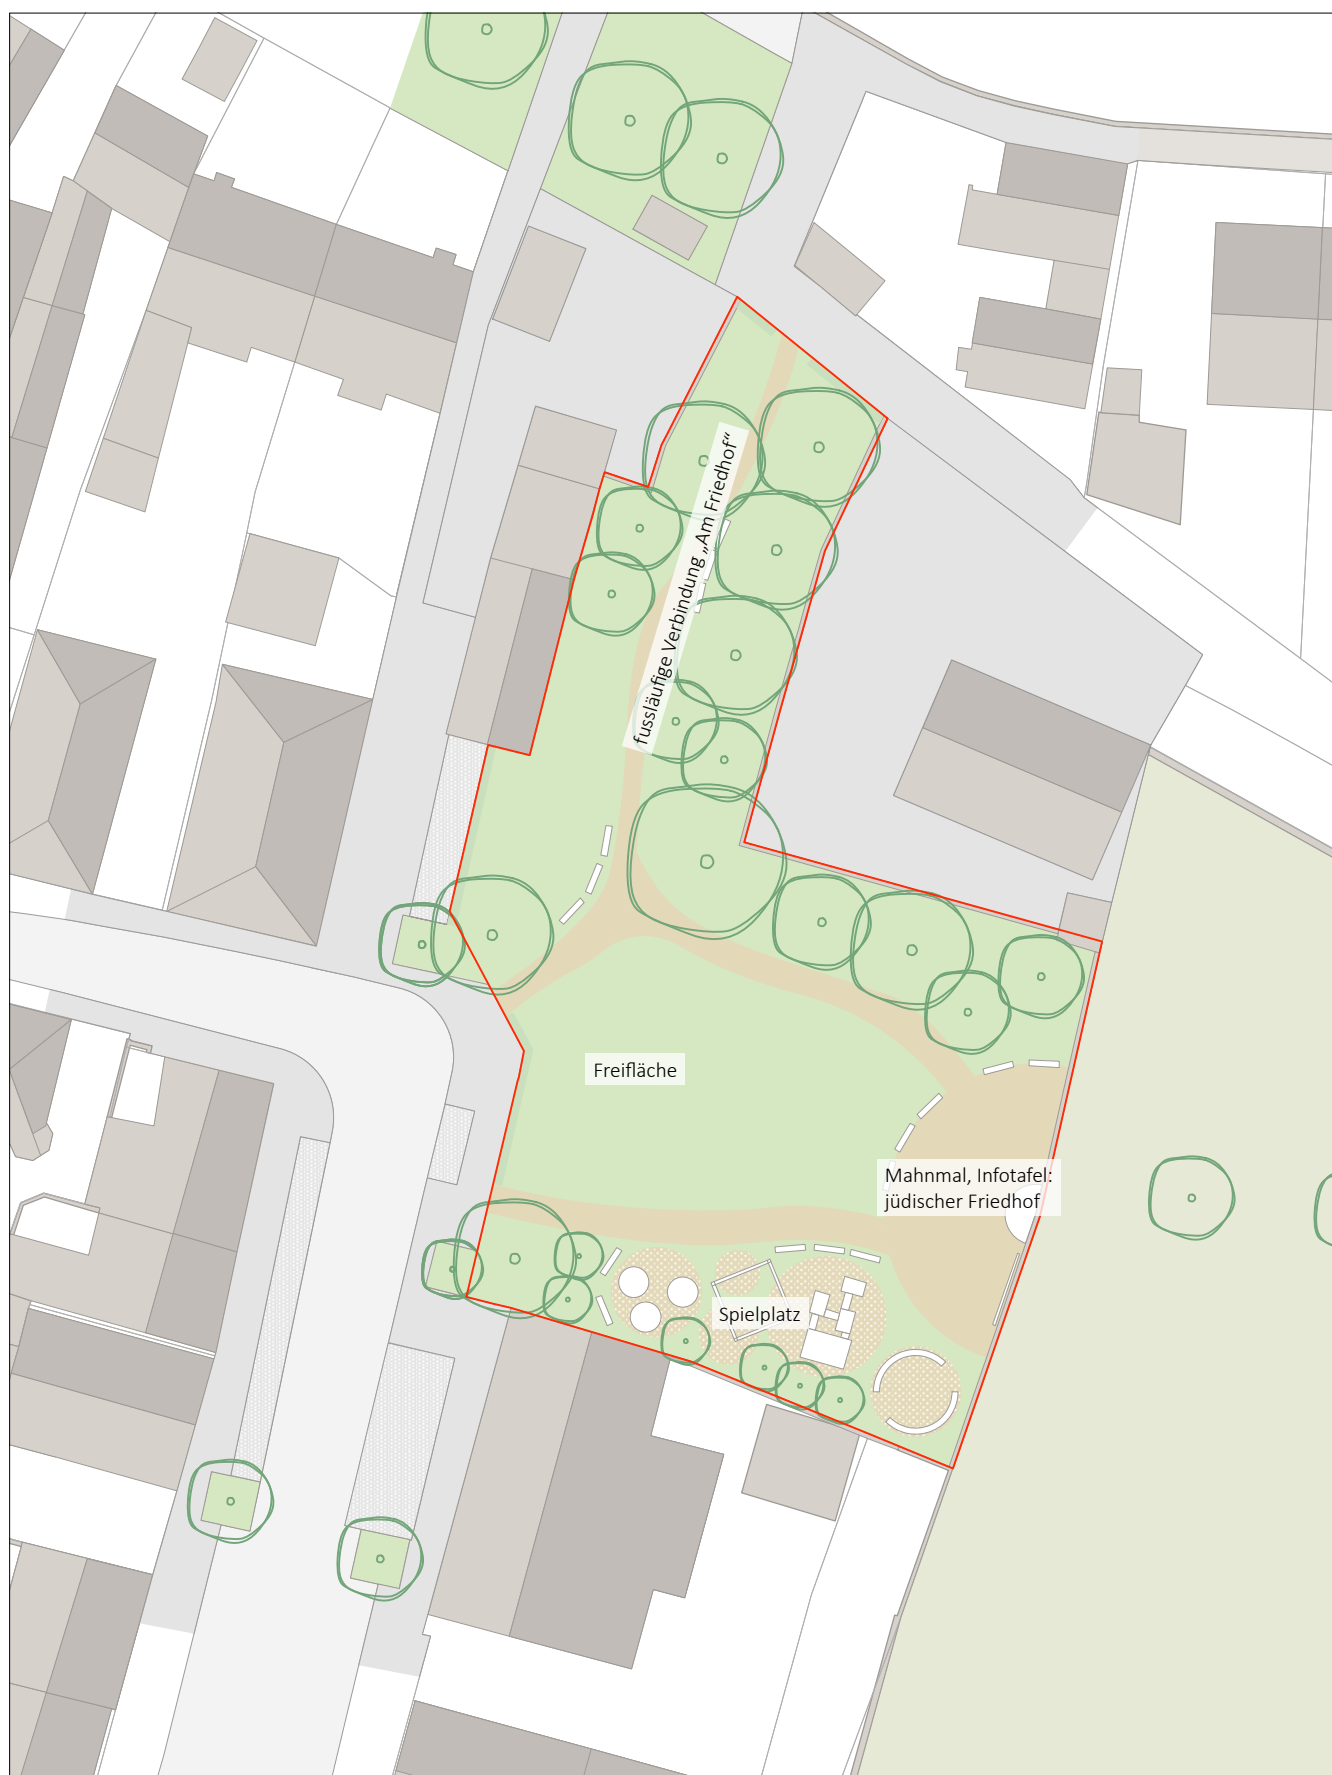 fussläufige Verbindung „Am Friedhof“
Freifläche
Mahnmal, Infotafel:
jüdischer Friedhof
Spielplatz